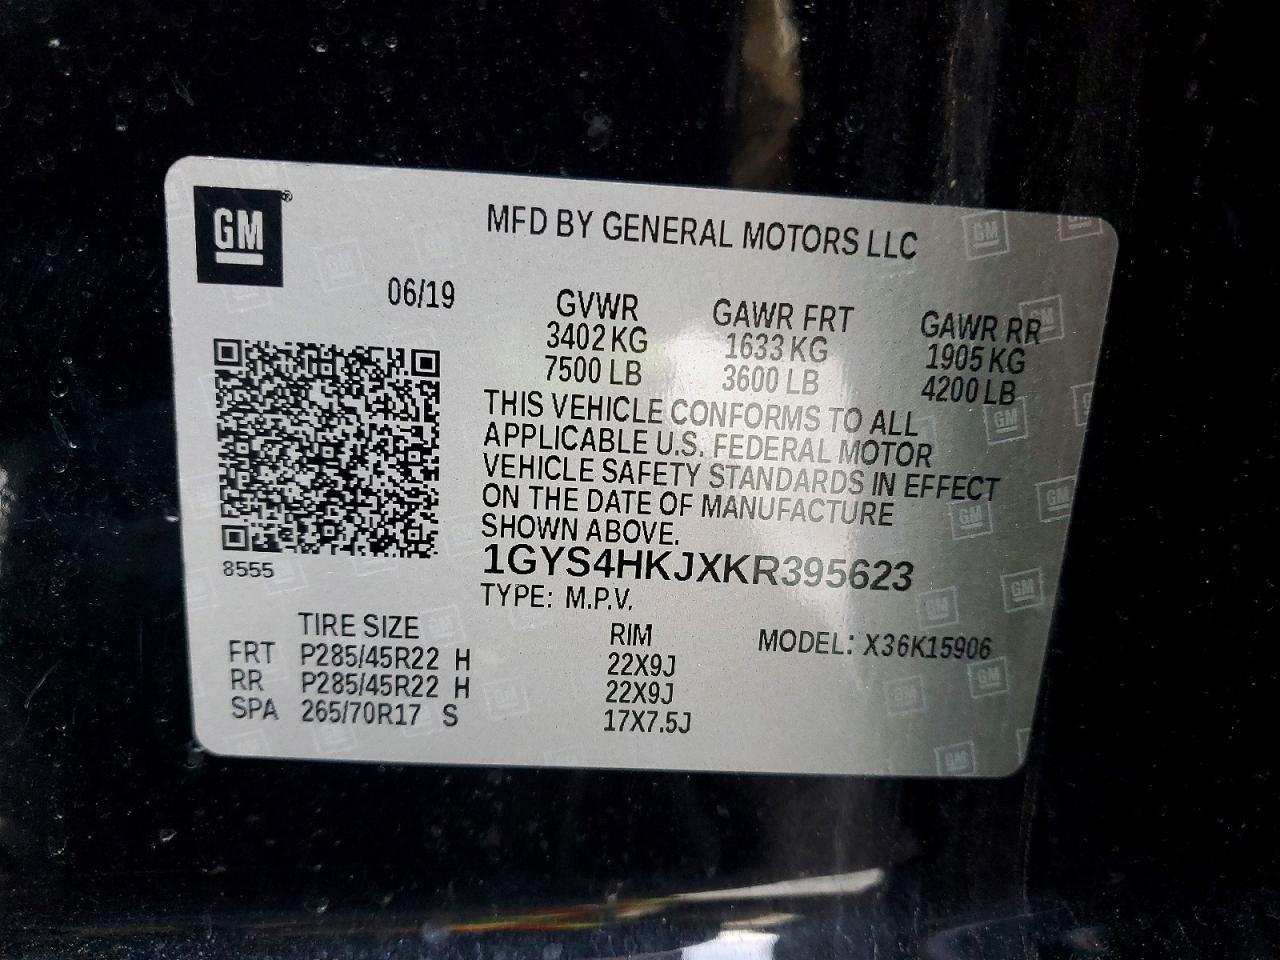 GM
MFD BY GENERAL MOTORS LLC
06/19
GVWR GAWR FRT GAWR RR
3402 KG 1633 KG 1905 KG
7500 LB 3600 LB 4200 LB
THIS VEHICLE CONFORMS TO ALL
APPLICABLE U.S. FEDERAL MOTOR
VEHICLE SAFETY STANDARDS IN EFFECT
ON THE DATE OF MANUFACTURE
SHOWN ABOVE.
8555
1GYS4HKJXKR395623
TYPE: M.P.V.
TIRE SIZE RIM MODEL: X36K15906
FRT P285/45R22 H 22X9J
RR P285/45R22 H 22X9J
SPA 265/70R17 S 17X7.5J